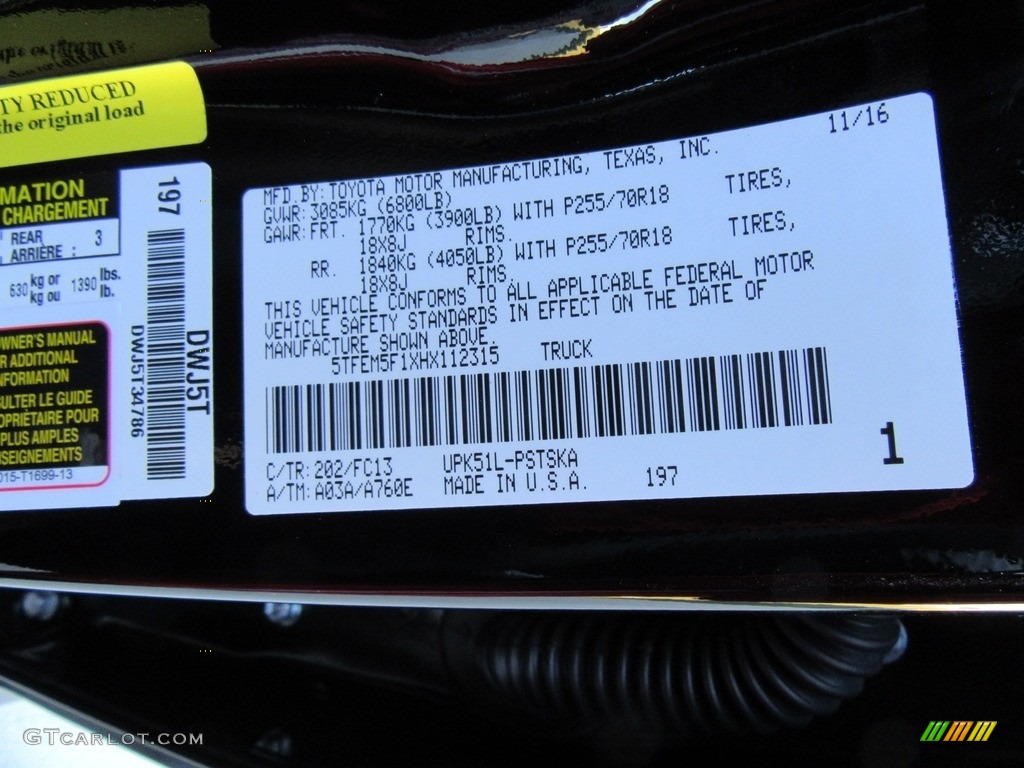 TY REDUCED
the original load
MATION
CHARGEMENT
REAR
ARRIÈRE : 3
630 kg or 1390 lbs.
kg ou lb.
OWNER'S MANUAL
ADDITIONAL
INFORMATION
LE GUIDE
PROPRIÉTAIRE POUR
PLUS AMPLES
015-T1699-13
197
DWJ5T34786
DWJ5T
11/16
MFD.BY:TOYOTA MOTOR MANUFACTURING, TEXAS, INC.
GVWR:3085KG (6800LB)
GAWR:FRT. 1770KG (3900LB) WITH P255/70R18 TIRES,
18X8J RIMS.
RR. 1840KG (4050LB) WITH P255/70R18 TIRES,
18X8J RIMS.
THIS VEHICLE CONFORMS TO ALL APPLICABLE FEDERAL MOTOR
VEHICLE SAFETY STANDARDS IN EFFECT ON THE DATE OF
MANUFACTURE SHOWN ABOVE.
5TFEM5F1XHX112315 TRUCK
C/TR:202/FC13 UPK51L-PSTSKA
A/TM:A03A/A760E MADE IN U.S.A. 197
1
GTCARLOT.COM